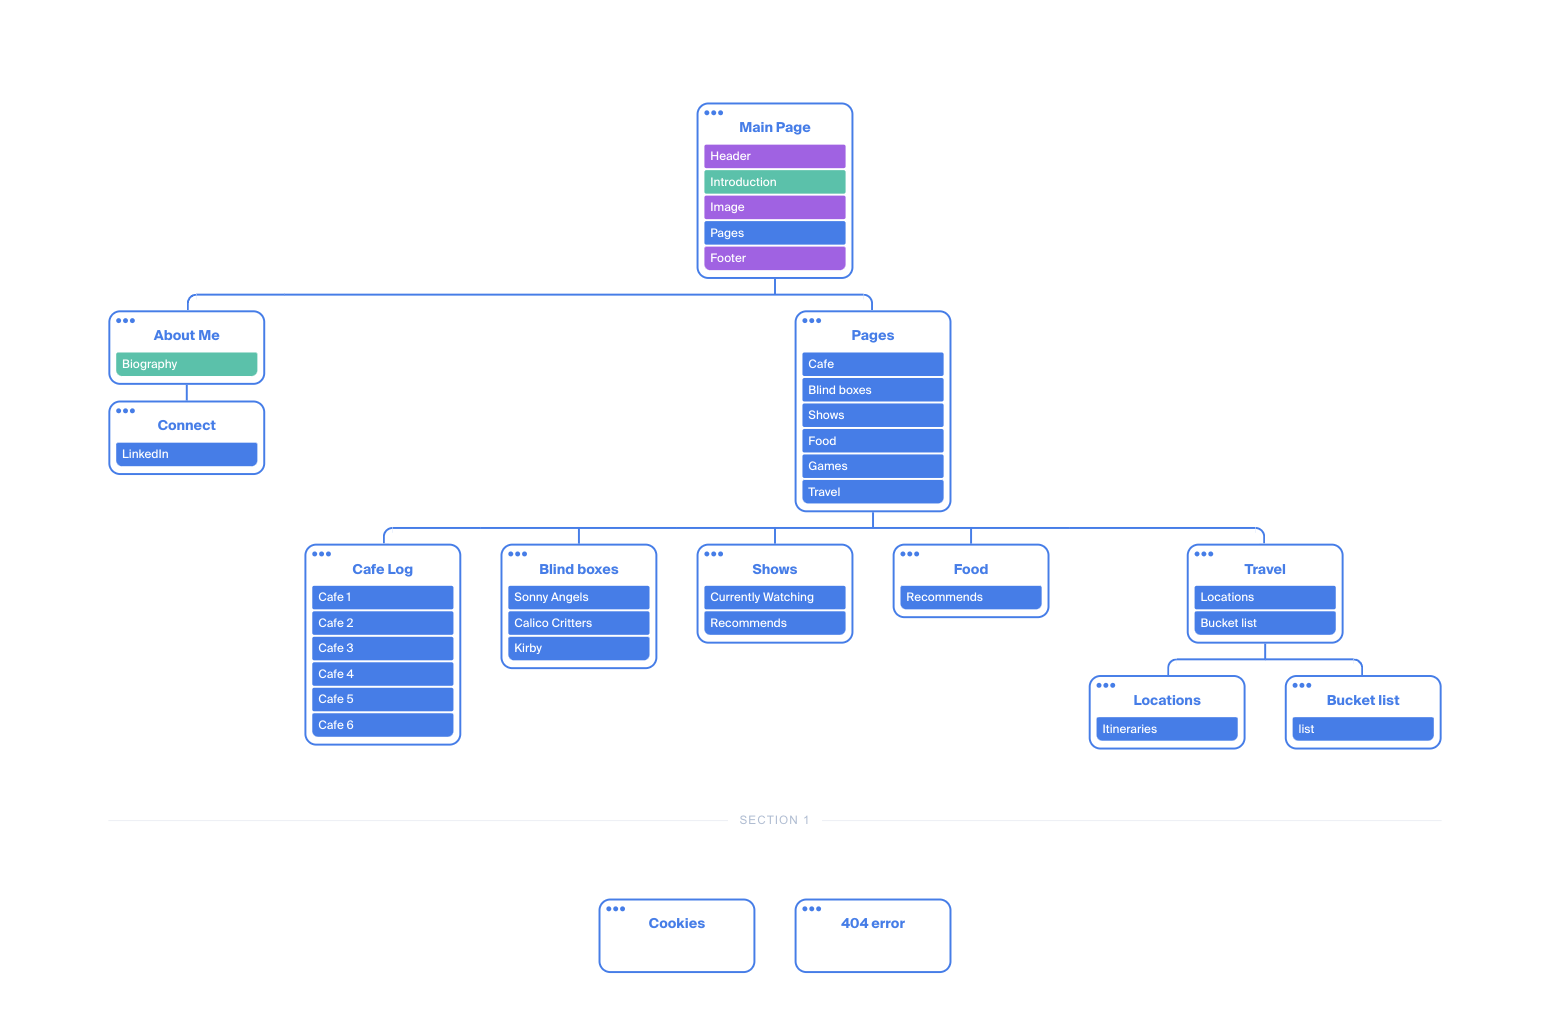 Main Page
Header
Introduction
Image
Pages
Footer
About Me
Biography
Connect
LinkedIn
Pages
Cafe
Blind boxes
Shows
Food
Games
Travel
Cafe Log
Cafe 1
Cafe 2
Cafe 3
Cafe 4
Cafe 5
Cafe 6
Blind boxes
Sonny Angels
Calico Critters
Kirby
Shows
Currently Watching
Recommends
Food
Recommends
Travel
Locations
Bucket list
Locations
Itineraries
Bucket list
list
SECTION 1
Cookies
404 error